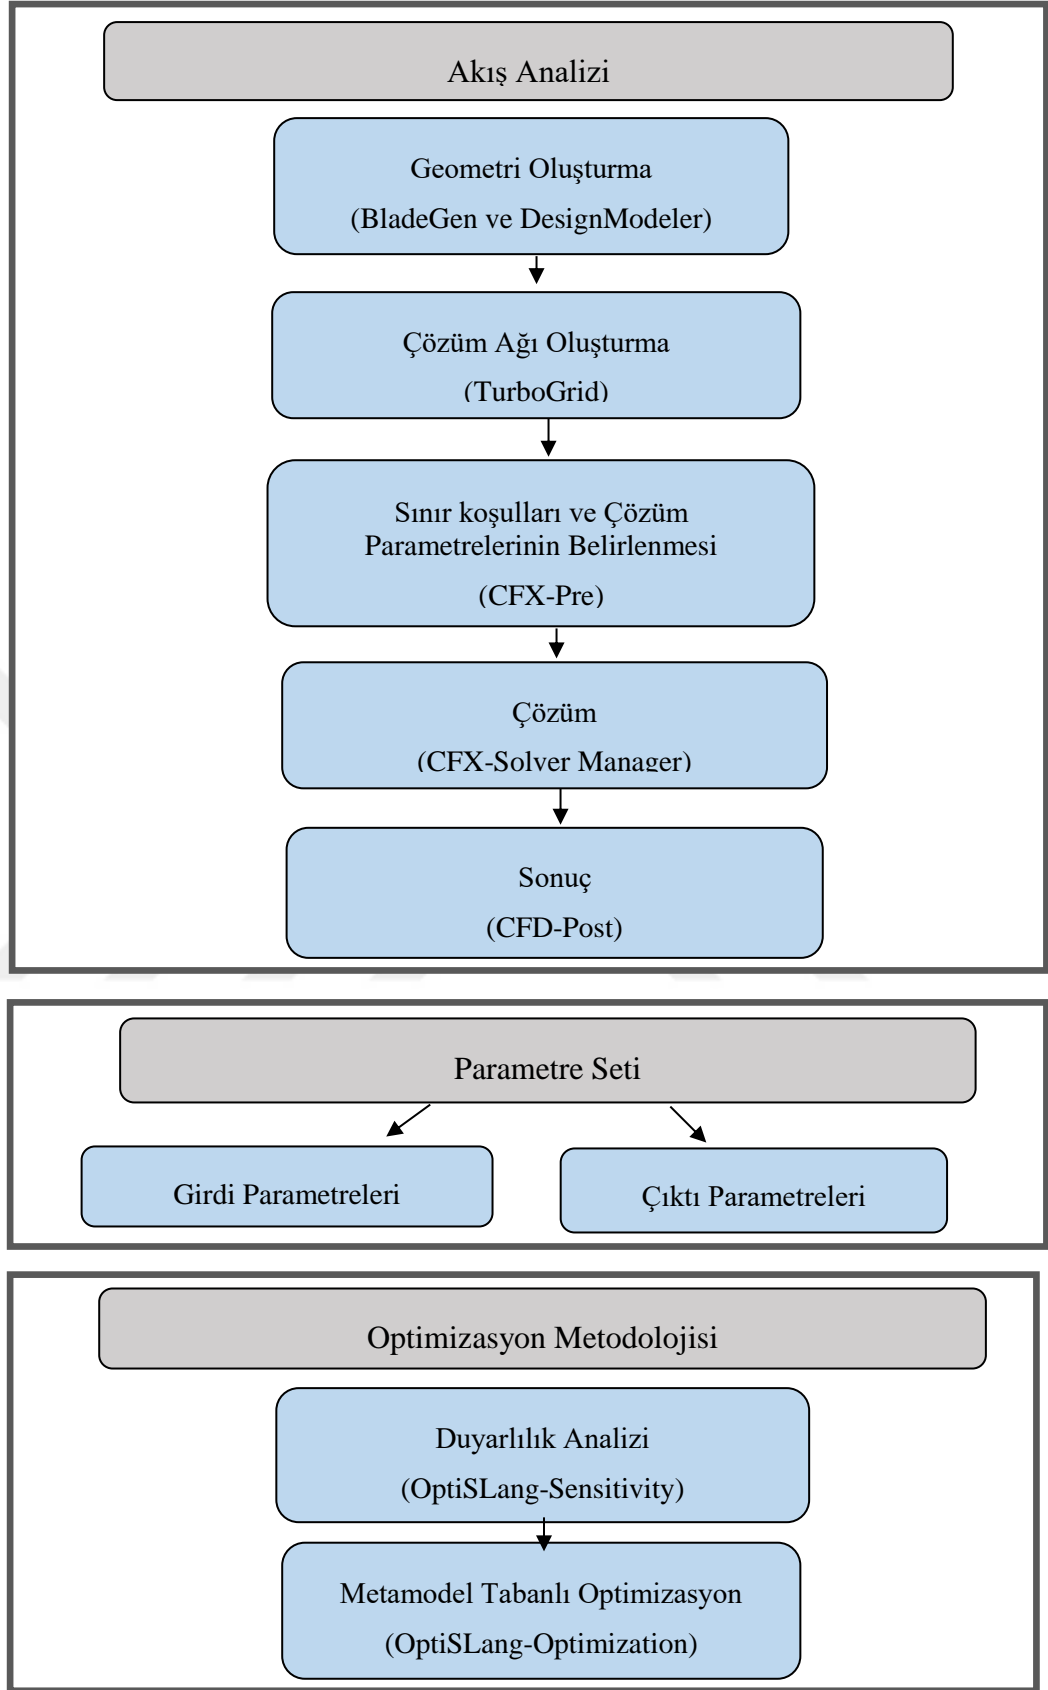 Akış Analizi
Geometri Oluşturma
(BladeGen ve DesignModeler)
Çözüm Ağı Oluşturma
(TurboGrid)
Sınır koşulları ve Çözüm
Parametrelerinin Belirlenmesi
(CFX-Pre)
Çözüm
(CFX-Solver Manager)
Sonuç
(CFD-Post)
Parametre Seti
Girdi Parametreleri
Çıktı Parametreleri
Optimizasyon Metodolojisi
Duyarlılık Analizi
(OptiSLang-Sensitivity)
Metamodel Tabanlı Optimizasyon
(OptiSLang-Optimization)